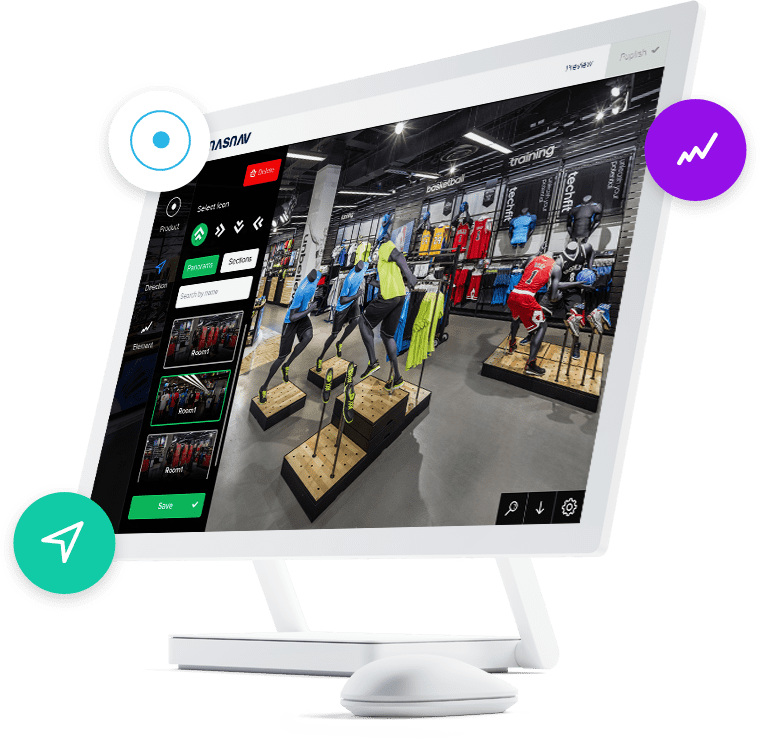 Preview
Publish
NASNAV
Delete
Select Icon
Product
Panorama
Sections
Direction
Search by name
Element
Room1
Room1
Room1
Save
basketball
training
techfit
techfit